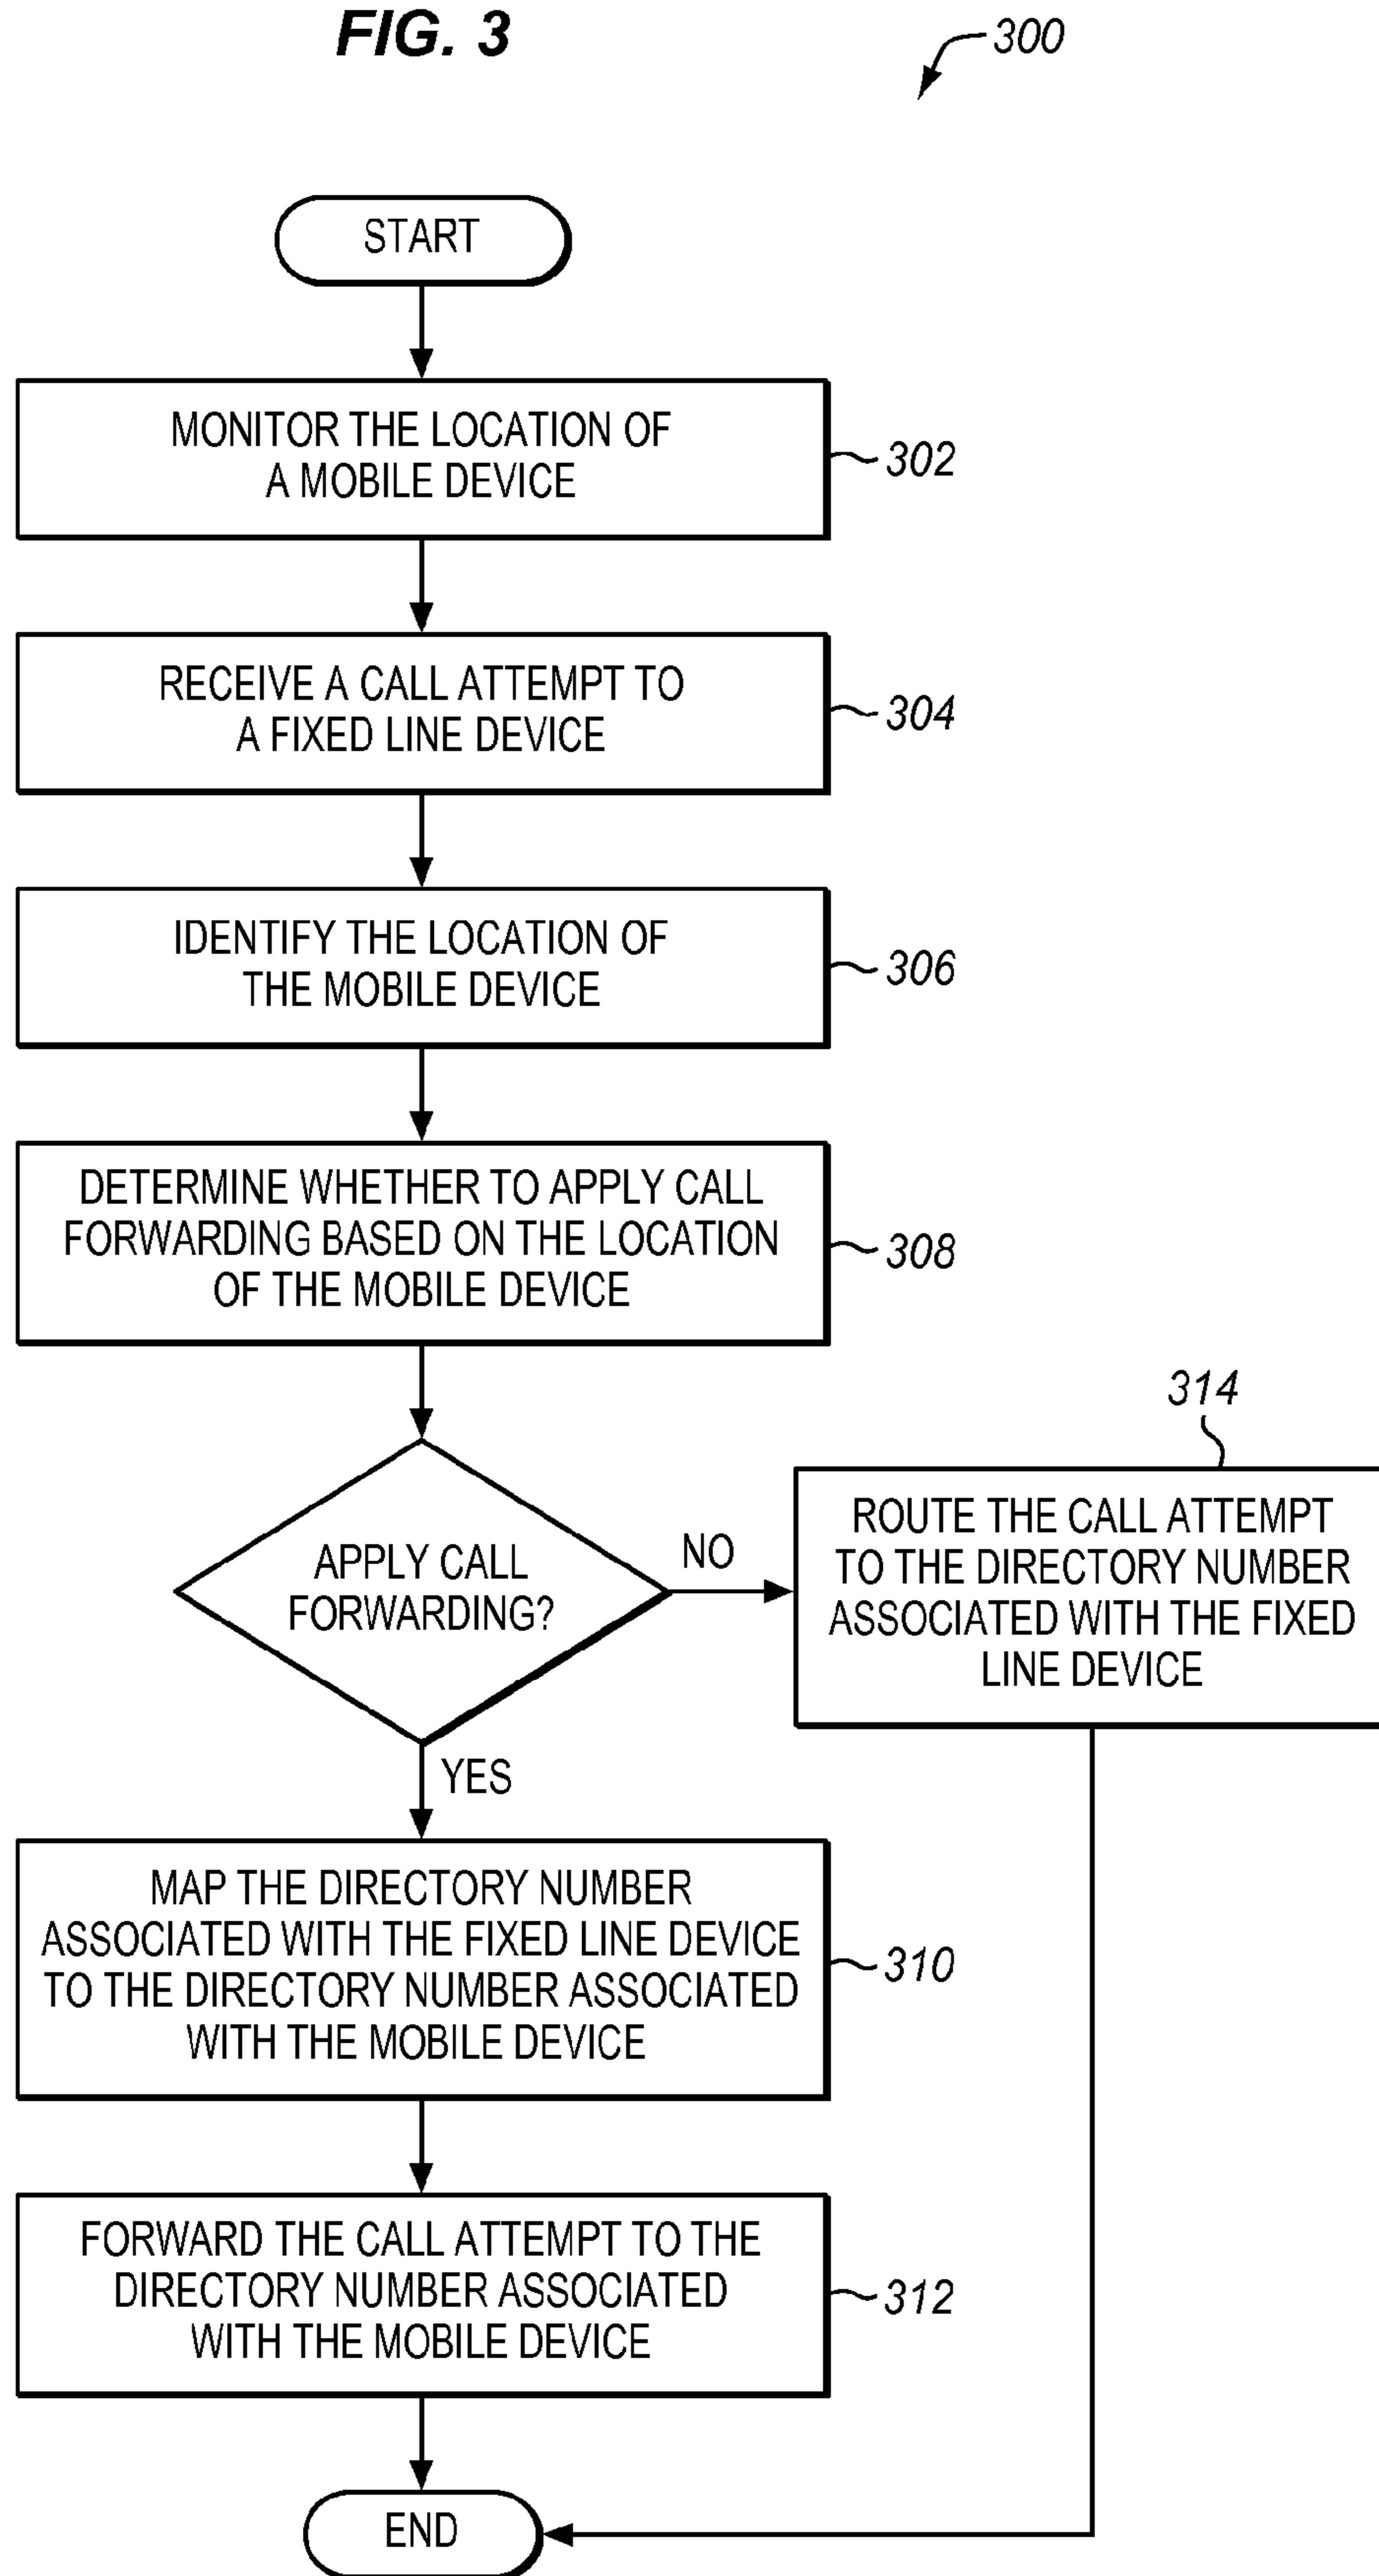 FIG. 3
300
START
MONITOR THE LOCATION OF
A MOBILE DEVICE
302
RECEIVE A CALL ATTEMPT TO
A FIXED LINE DEVICE
304
IDENTIFY THE LOCATION OF
THE MOBILE DEVICE
306
DETERMINE WHETHER TO APPLY CALL
FORWARDING BASED ON THE LOCATION
OF THE MOBILE DEVICE
308
APPLY CALL
FORWARDING?
NO
314
ROUTE THE CALL ATTEMPT
TO THE DIRECTORY NUMBER
ASSOCIATED WITH THE FIXED
LINE DEVICE
YES
MAP THE DIRECTORY NUMBER
ASSOCIATED WITH THE FIXED LINE DEVICE
TO THE DIRECTORY NUMBER ASSOCIATED
WITH THE MOBILE DEVICE
310
FORWARD THE CALL ATTEMPT TO THE
DIRECTORY NUMBER ASSOCIATED
WITH THE MOBILE DEVICE
312
END